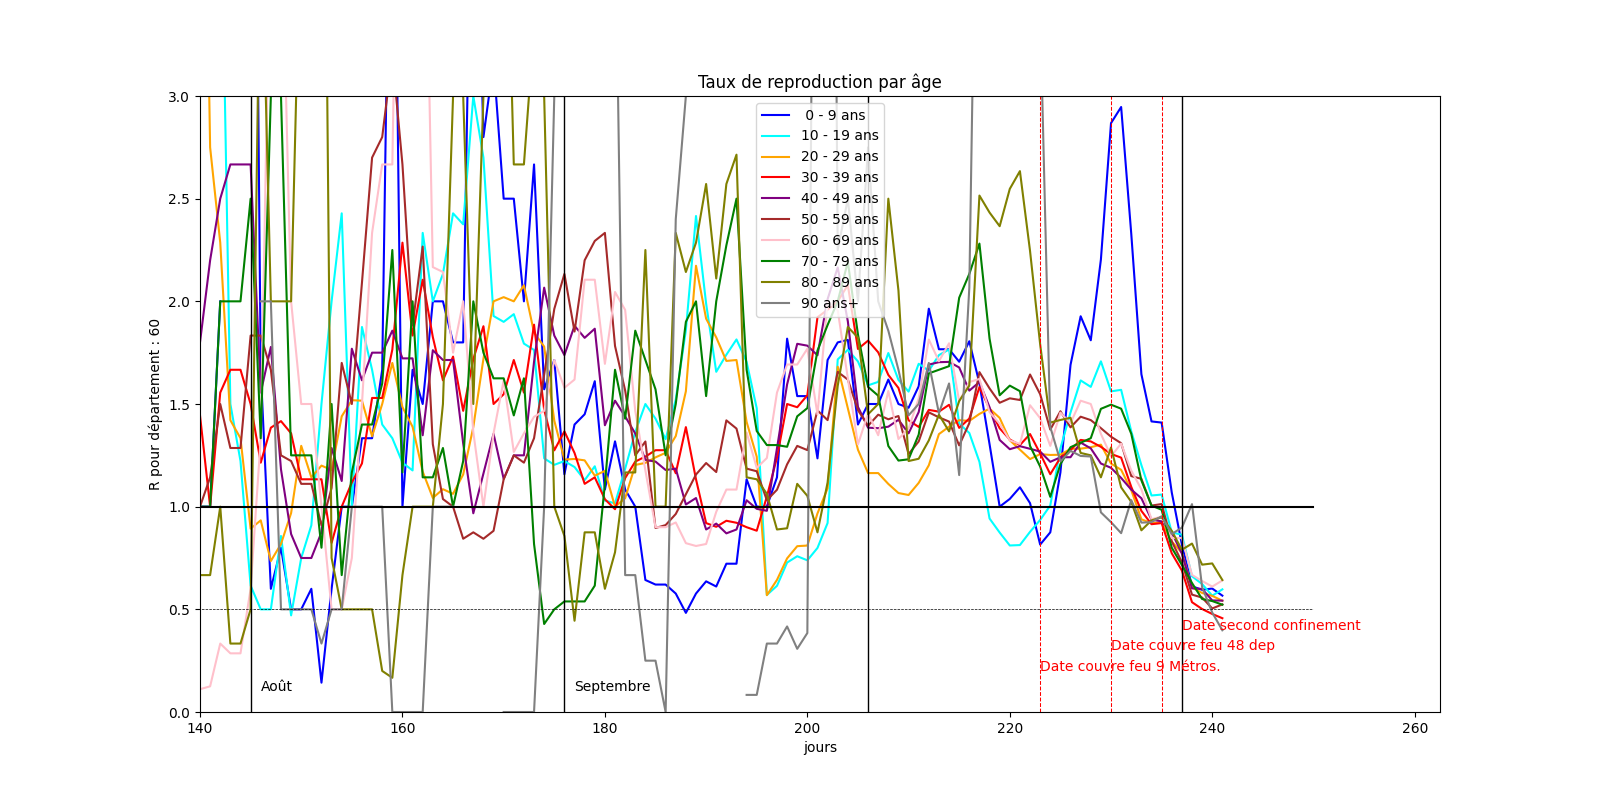 Taux de reproduction par âge
R pour département : 60
3.0
2.5
2.0
1.5
1.0
0.5
0.0
0 - 9 ans
10 - 19 ans
20 - 29 ans
30 - 39 ans
40 - 49 ans
50 - 59 ans
60 - 69 ans
70 - 79 ans
80 - 89 ans
90 ans+
Date second confinement
Date couvre feu 48 dep
Date couvre feu 9 Métros.
Août
Septembre
140
160
180
200
220
240
260
jours